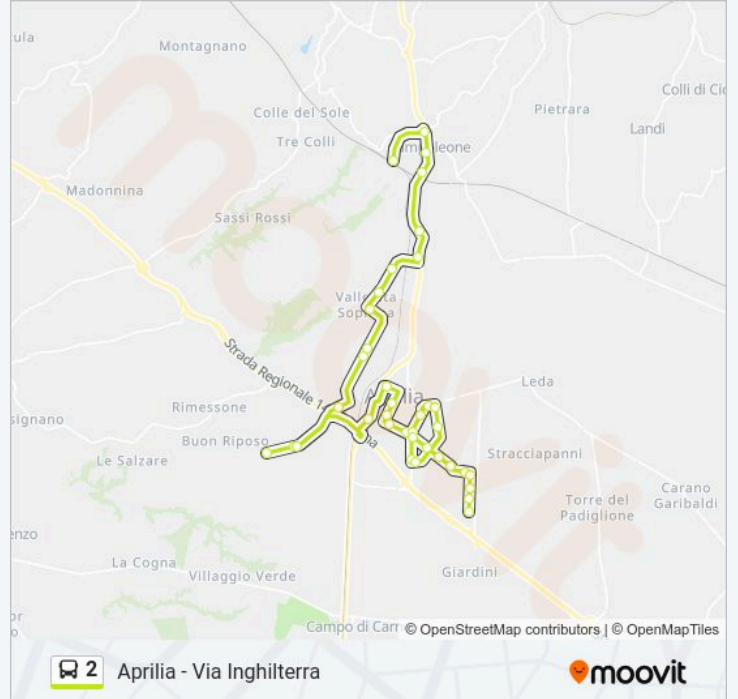 ula
Montagnano
Colli di Cic
Pietrara
Colle del Sole
Landi
Tre Colli
Madonnina
Sassi Rossi
Strada Regionale 1
Leda
signano
Rimessone
Buon Riposo
Le Salzare
Stracciapanni
Carano
Garibaldi
Torre del
Padiglione
enzo
La Cogna
Villaggio Verde
Giardini
Campo di Carr
© OpenStreetMap contributors | © OpenMapTiles
2 Aprilia - Via Inghilterra
moovit